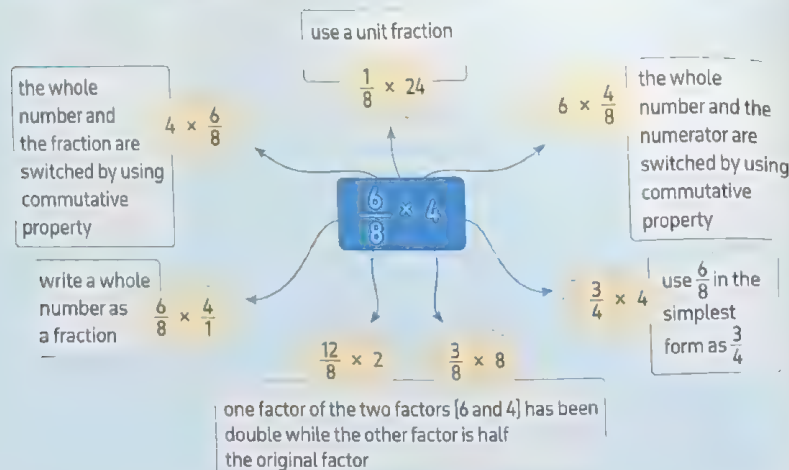 use a unit fraction
1/8 × 24
the whole
number and
the fraction are
switched by using
commutative
property
4 × 6/8
6 × 4/8
the whole
number and the
numerator are
switched by using
commutative
property
6/8 × 4
write a whole
number as
a fraction
6/8 × 4/1
3/4 × 4
use 6/8 in the
simplest
form as 3/4
12/8 × 2
3/8 × 8
one factor of the two factors [6 and 4] has been
double while the other factor is half
the original factor